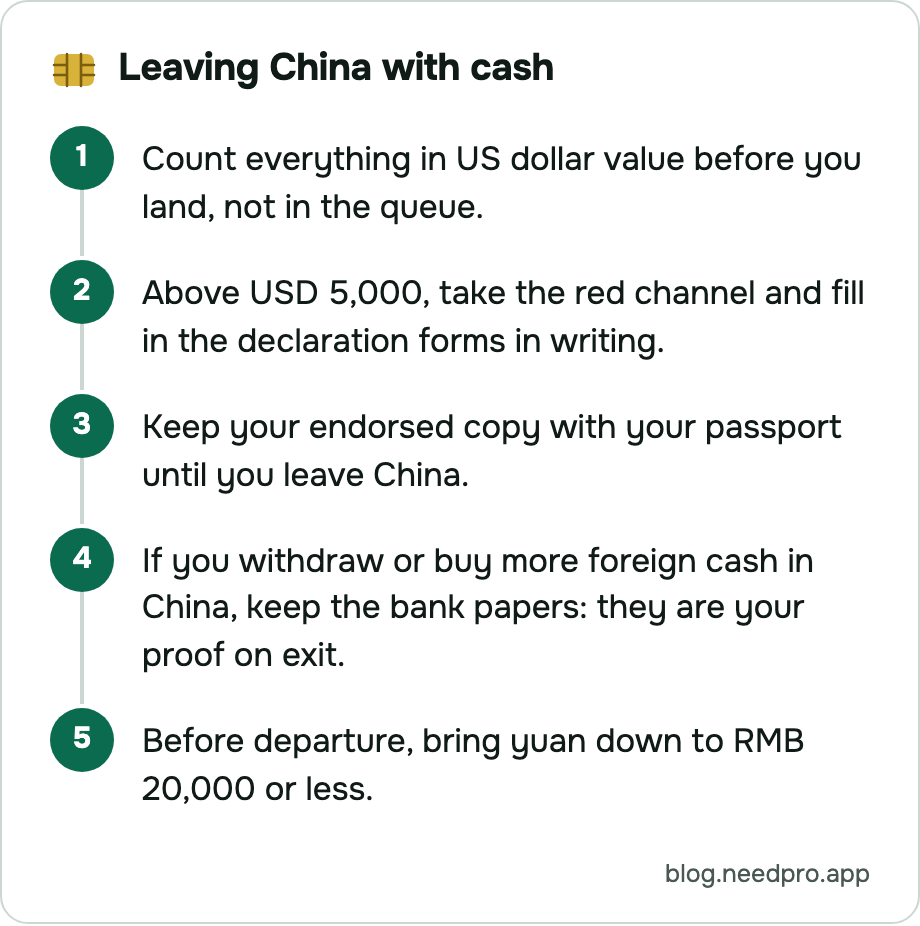 Leaving China with cash
1
Count everything in US dollar value before you
land, not in the queue.
2
Above USD 5,000, take the red channel and fill
in the declaration forms in writing.
3
Keep your endorsed copy with your passport
until you leave China.
4
If you withdraw or buy more foreign cash in
China, keep the bank papers: they are your
proof on exit.
5
Before departure, bring yuan down to RMB
20,000 or less.
blog.needpro.app